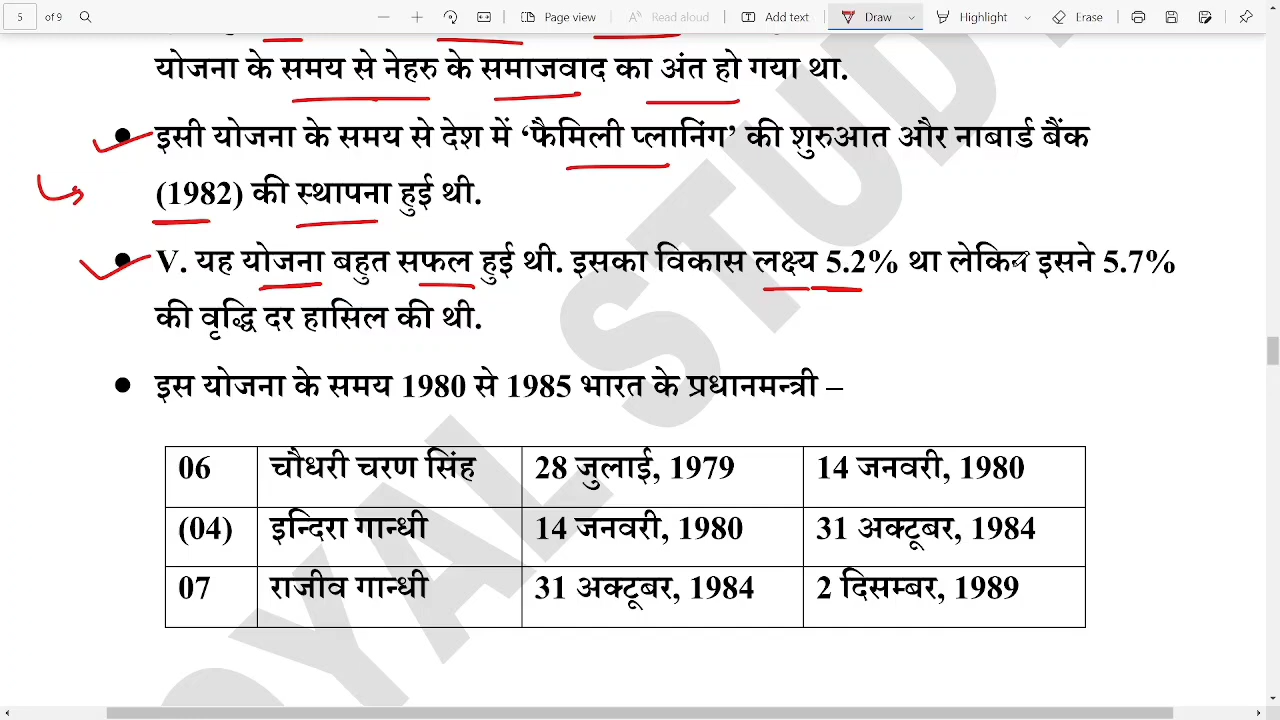 5 of 9 Page view Read aloud Add text Draw Highlight Erase
योजना के समय से नेहरु के समाजवाद का अंत हो गया था.
• इसी योजना के समय से देश में ‘फैमिली प्लानिंग’ की शुरुआत और नाबार्ड बैंक
(1982) की स्थापना हुई थी.
• V. यह योजना बहुत सफल हुई थी. इसका विकास लक्ष्य 5.2% था लेकिन इसने 5.7%
की वृद्धि दर हासिल की थी.
• इस योजना के समय 1980 से 1985 भारत के प्रधानमन्त्री –
06 चौधरी चरण सिंह 28 जुलाई, 1979 14 जनवरी, 1980
(04) इन्दिरा गान्धी 14 जनवरी, 1980 31 अक्टूबर, 1984
07 राजीव गान्धी 31 अक्टूबर, 1984 2 दिसम्बर, 1989
OYAL STUDY